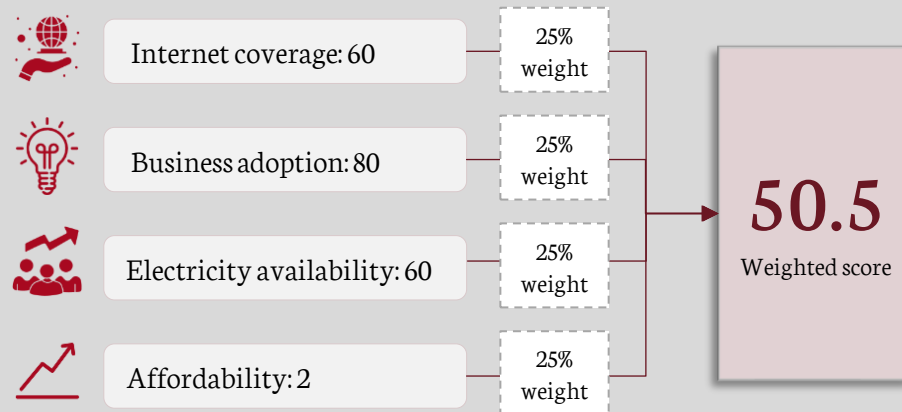 Internet coverage: 60
25%
weight
Business adoption: 80
25%
weight
Electricity availability: 60
25%
weight
Affordability: 2
25%
weight
50.5
Weighted score